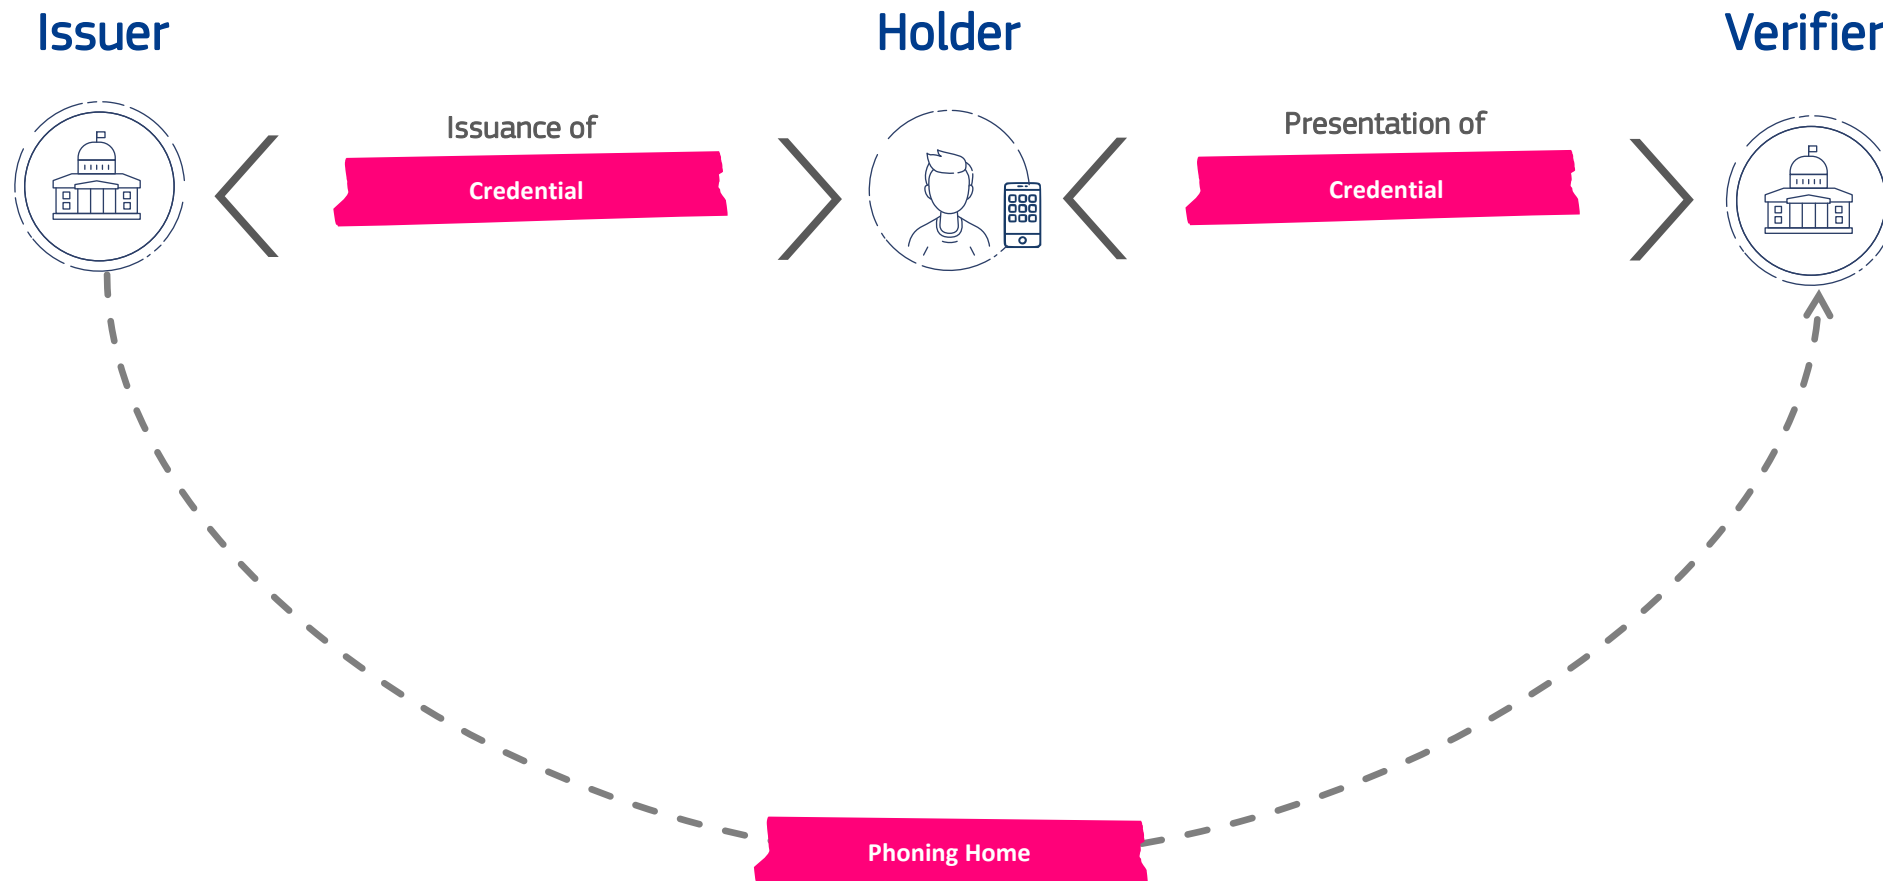 Issuer
Holder
Verifier
Issuance of
Credential
Presentation of
Credential
Phoning Home